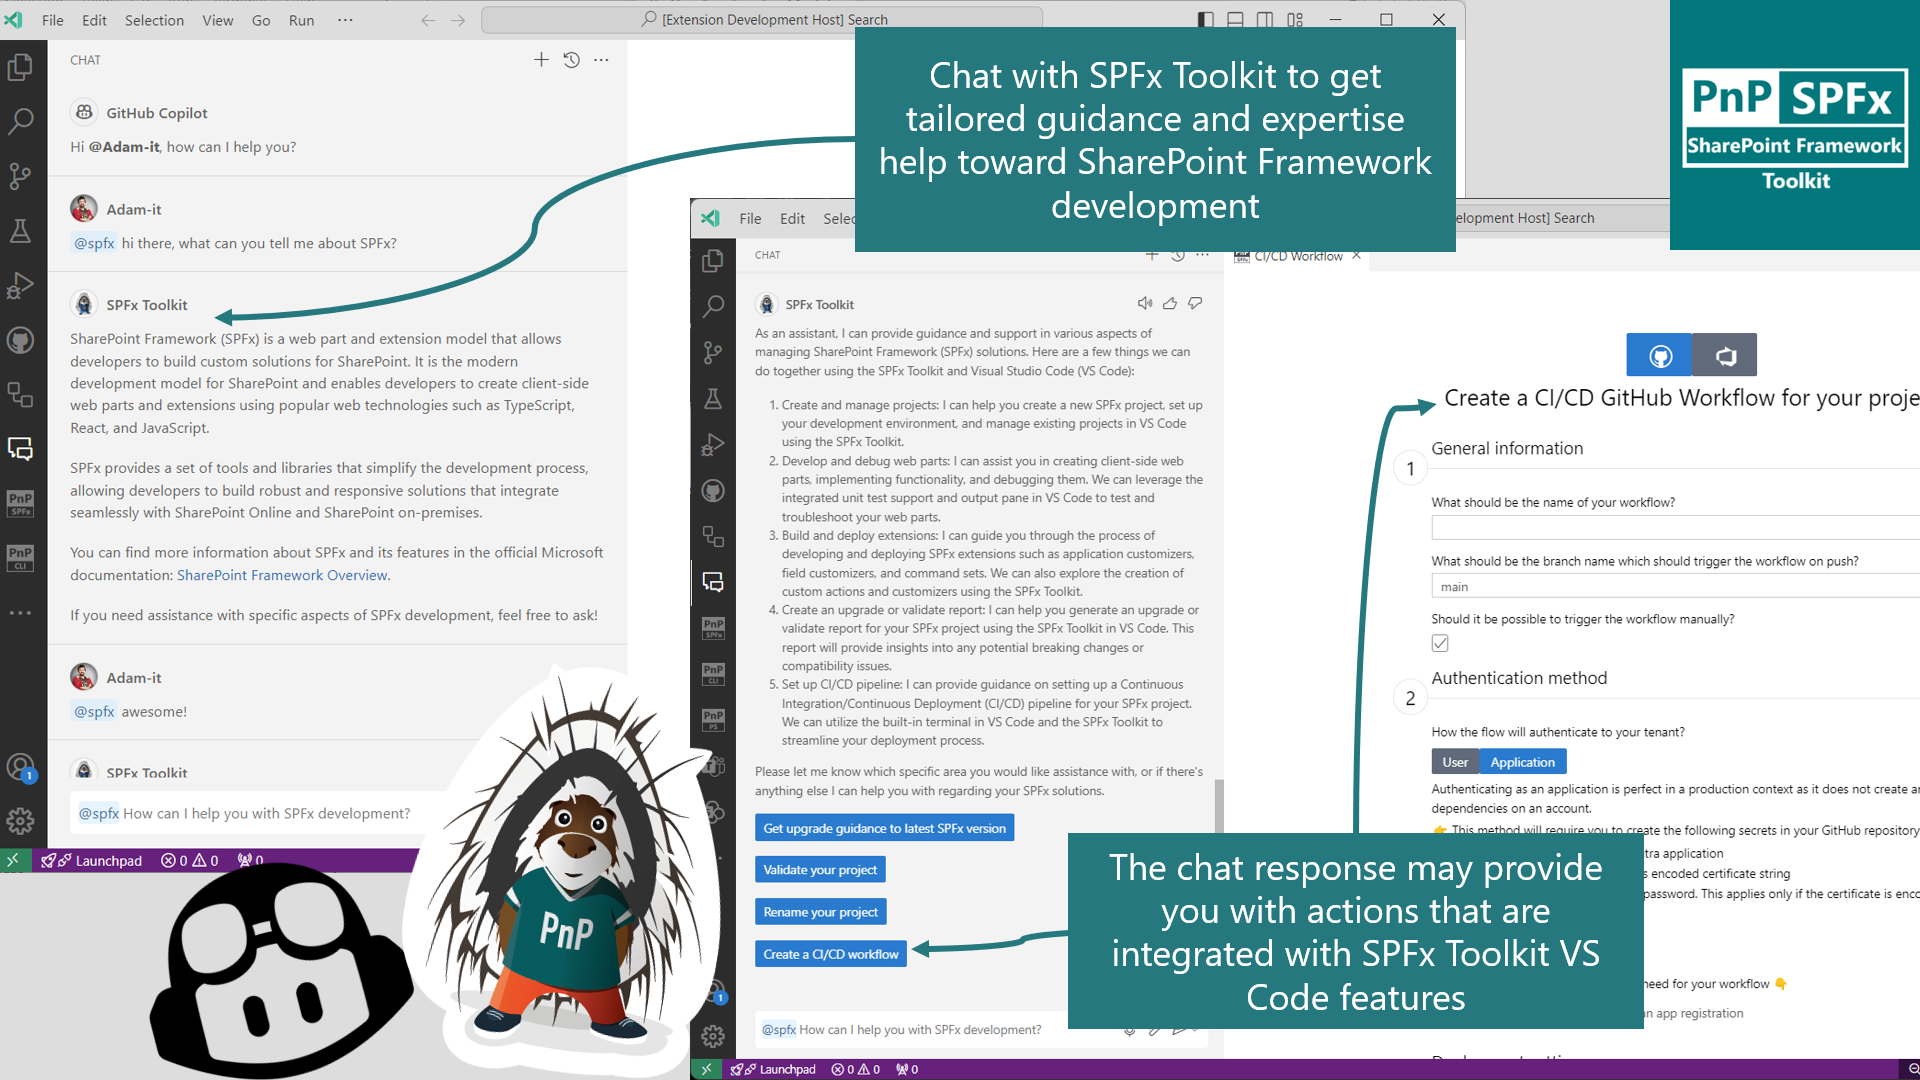 File Edit Selection View Go Run ···
[Extension Development Host] Search
CHAT
GitHub Copilot
Hi @Adam-it, how can I help you?
Adam-it
@spfx hi there, what can you tell me about SPFx?
SPFx Toolkit
SharePoint Framework (SPFx) is a web part and extension model that allows
developers to build custom solutions for SharePoint. It is the modern
development model for SharePoint and enables developers to create client-side
web parts and extensions using popular web technologies such as TypeScript,
React, and JavaScript.
SPFx provides a set of tools and libraries that simplify the development process,
allowing developers to build robust and responsive solutions that integrate
seamlessly with SharePoint Online and SharePoint on-premises.
You can find more information about SPFx and its features in the official Microsoft
documentation: SharePoint Framework Overview.
If you need assistance with specific aspects of SPFx development, feel free to ask!
Adam-it
@spfx awesome!
SPFx Toolkit
@spfx How can I help you with SPFx development?
PnP
SPFx
PnP
CLI
1
Launchpad 0 0 0
Chat with SPFx Toolkit to get
tailored guidance and expertise
help toward SharePoint Framework
development
PnP SPFx
SharePoint Framework
Toolkit
File Edit Selec
elopment Host] Search
CHAT
SPFx Toolkit
As an assistant, I can provide guidance and support in various aspects of
managing SharePoint Framework (SPFx) solutions. Here are a few things we can
do together using the SPFx Toolkit and Visual Studio Code (VS Code):
1. Create and manage projects: I can help you create a new SPFx project, set up
your development environment, and manage existing projects in VS Code
using the SPFx Toolkit.
2. Develop and debug web parts: I can assist you in creating client-side web
parts, implementing functionality, and debugging them. We can leverage the
integrated unit test support and output pane in VS Code to test and
troubleshoot your web parts.
3. Build and deploy extensions: I can guide you through the process of
developing and deploying SPFx extensions such as application customizers,
field customizers, and command sets. We can also explore the creation of
custom actions and customizers using the SPFx Toolkit.
4. Create an upgrade or validate report: I can help you generate an upgrade or
validate report for your SPFx project using the SPFx Toolkit in VS Code. This
report will provide insights into any potential breaking changes or
compatibility issues.
5. Set up CI/CD pipeline: I can provide guidance on setting up a Continuous
Integration/Continuous Deployment (CI/CD) pipeline for your SPFx project.
We can utilize the built-in terminal in VS Code and the SPFx Toolkit to
streamline your deployment process.
Please let me know which specific area you would like assistance with, or if there's
anything else I can help you with regarding your SPFx solutions.
Get upgrade guidance to latest SPFx version
Validate your project
Rename your project
Create a CI/CD workflow
@spfx How can I help you with SPFx development?
PnP
SPFx
PnP
CLI
PnP
PS
1
Launchpad 0 0 0
CI/CD Workflow
Create a CI/CD GitHub Workflow for your proje
1
General information
What should be the name of your workflow?
What should be the branch name which should trigger the workflow on push?
main
Should it be possible to trigger the workflow manually?
2
Authentication method
How the flow will authenticate to your tenant?
User Application
Authenticating as an application is perfect in a production context as it does not create an
dependencies on an account.
👉 This method will require you to create the following secrets in your GitHub repository
tra application
s encoded certificate string
password. This applies only if the certificate is enco
need for your workflow 👇
n app registration
The chat response may provide
you with actions that are
integrated with SPFx Toolkit VS
Code features
PnP